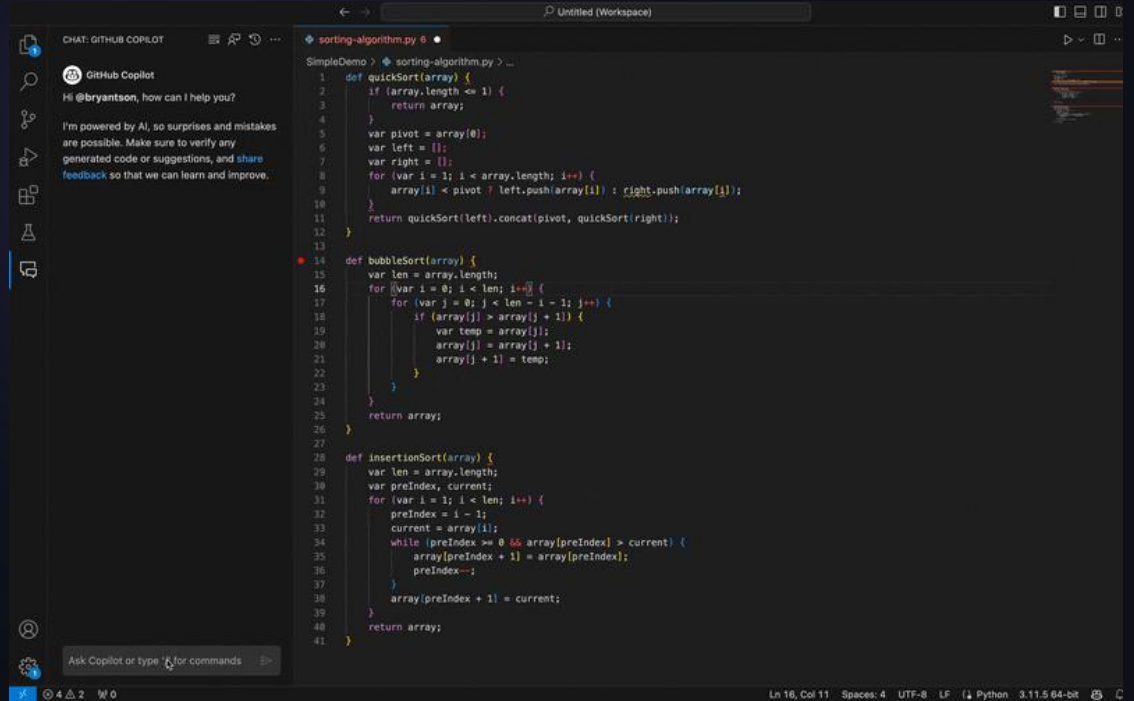 Untitled (Workspace)
CHAT: GITHUB COPILOT
GitHub Copilot
Hi @bryantson, how can I help you?
I'm powered by AI, so surprises and mistakes
are possible. Make sure to verify any
generated code or suggestions, and share
feedback so that we can learn and improve.
Ask Copilot or type '/' for commands
sorting-algorithm.py 6
SimpleDemo > sorting-algorithm.py > ...
1 def quickSort(array) {
2 if (array.length <= 1) {
3 return array;
4 }
5 var pivot = array[0];
6 var left = [];
7 var right = [];
8 for (var i = 1; i < array.length; i++) {
9 array[i] < pivot ? left.push(array[i]) : right.push(array[i]);
10 }
11 return quickSort(left).concat(pivot, quickSort(right));
12 }
13
14 def bubbleSort(array) {
15 var len = array.length;
16 for (var i = 0; i < len; i++) {
17 for (var j = 0; j < len - i - 1; j++) {
18 if (array[j] > array[j + 1]) {
19 var temp = array[j];
20 array[j] = array[j + 1];
21 array[j + 1] = temp;
22 }
23 }
24 }
25 return array;
26 }
27
28 def insertionSort(array) {
29 var len = array.length;
30 var preIndex, current;
31 for (var i = 1; i < len; i++) {
32 preIndex = i - 1;
33 current = array[i];
34 while (preIndex >= 0 && array[preIndex] > current) {
35 array[preIndex + 1] = array[preIndex];
36 preIndex--;
37 }
38 array[preIndex + 1] = current;
39 }
40 return array;
41 }
4 2 0 Ln 16, Col 11 Spaces: 4 UTF-8 LF Python 3.11.5 64-bit